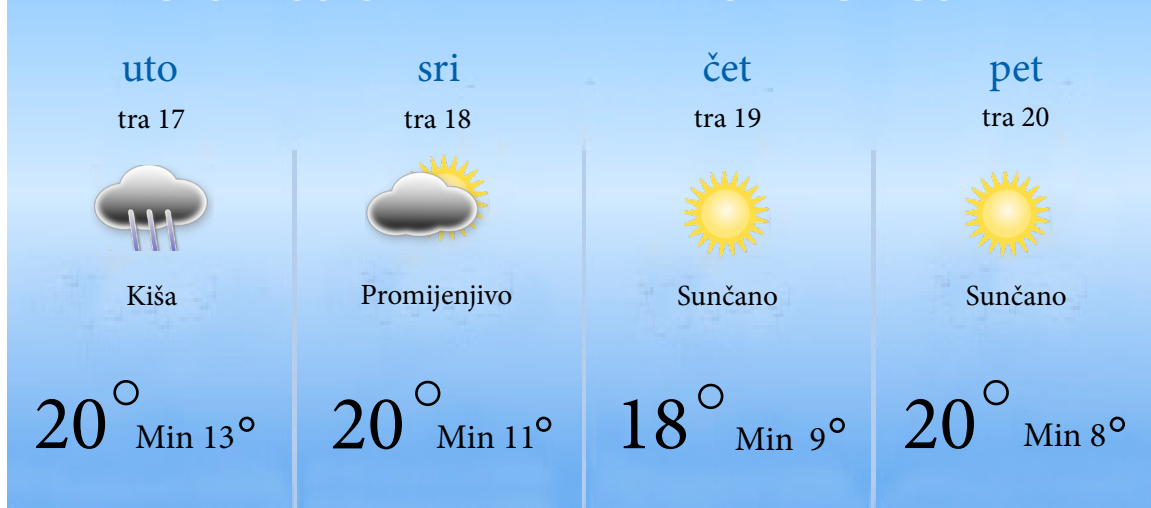 uto
tra 17
Kiša
20° Min 13°
sri
tra 18
Promijenjivo
20° Min 11°
čet
tra 19
Sunčano
18° Min 9°
pet
tra 20
Sunčano
20° Min 8°